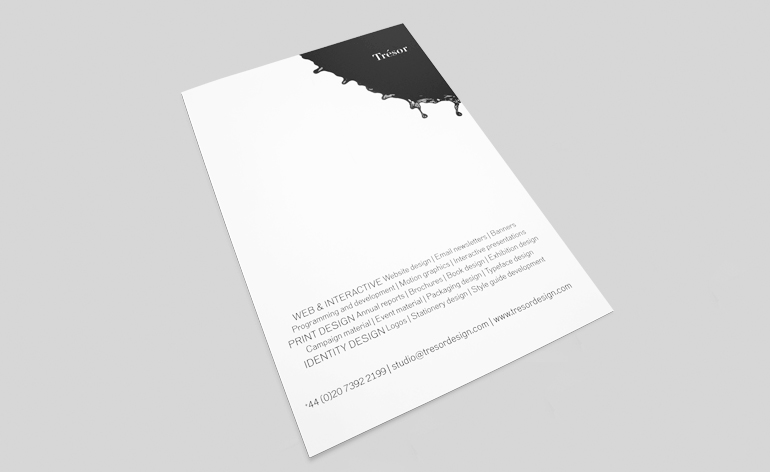 Trésor
WEB & INTERACTIVE Website design | Email newsletters | Banners
Programming and development | Motion graphics | Interactive presentations
PRINT DESIGN Annual reports | Brochures | Book design | Exhibition design
Campaign material | Event material | Packaging design | Typeface design
IDENTITY DESIGN Logos | Stationery design | Style guide development
+44 (0)20 7392 2199 | studio@tresordesign.com | www.tresordesign.com